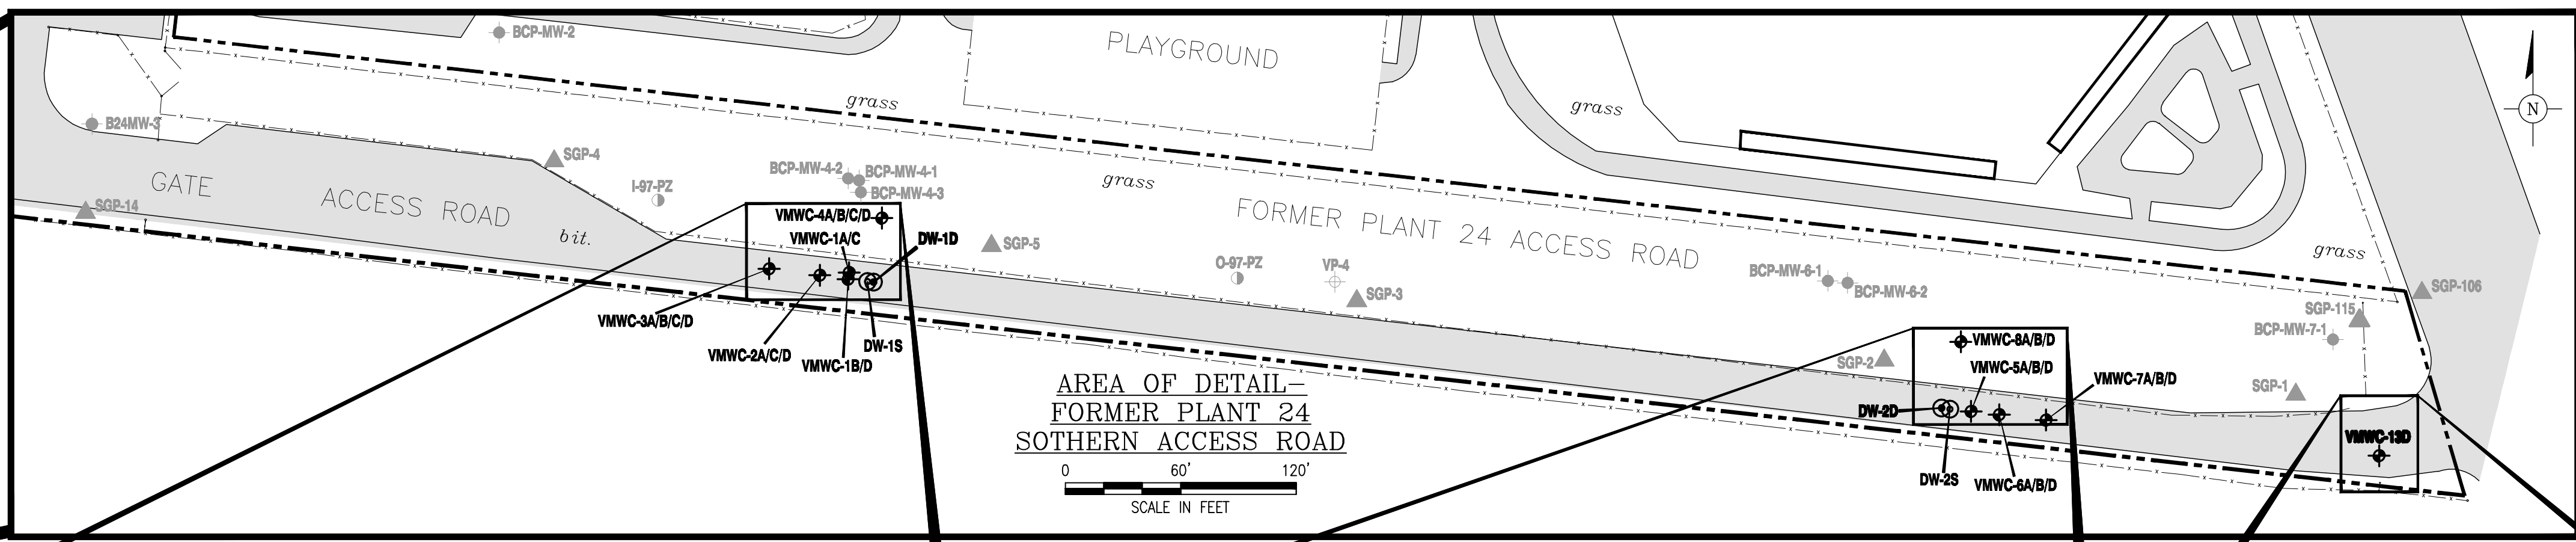 BCP-MW-2
PLAYGROUND
grass
grass
N
B24MW-3
SGP-4
BCP-MW-4-2
BCP-MW-4-1
BCP-MW-4-3
I-97-PZ
grass
GATE
ACCESS ROAD
SGP-14
bit.
VMWC-4A/B/C/D
VMWC-1A/C
DW-1D
SGP-5
FORMER PLANT 24 ACCESS ROAD
O-97-PZ
VP-4
SGP-3
BCP-MW-6-1
BCP-MW-6-2
grass
SGP-106
SGP-115
BCP-MW-7-1
VMWC-3A/B/C/D
VMWC-2A/C/D
VMWC-1B/D
DW-1S
SGP-2
VMWC-8A/B/D
VMWC-5A/B/D
VMWC-7A/B/D
SGP-1
DW-2D
DW-2S
VMWC-6A/B/D
VMWC-13D
AREA OF DETAIL-
FORMER PLANT 24
SOTHERN ACCESS ROAD
0 60' 120'
SCALE IN FEET